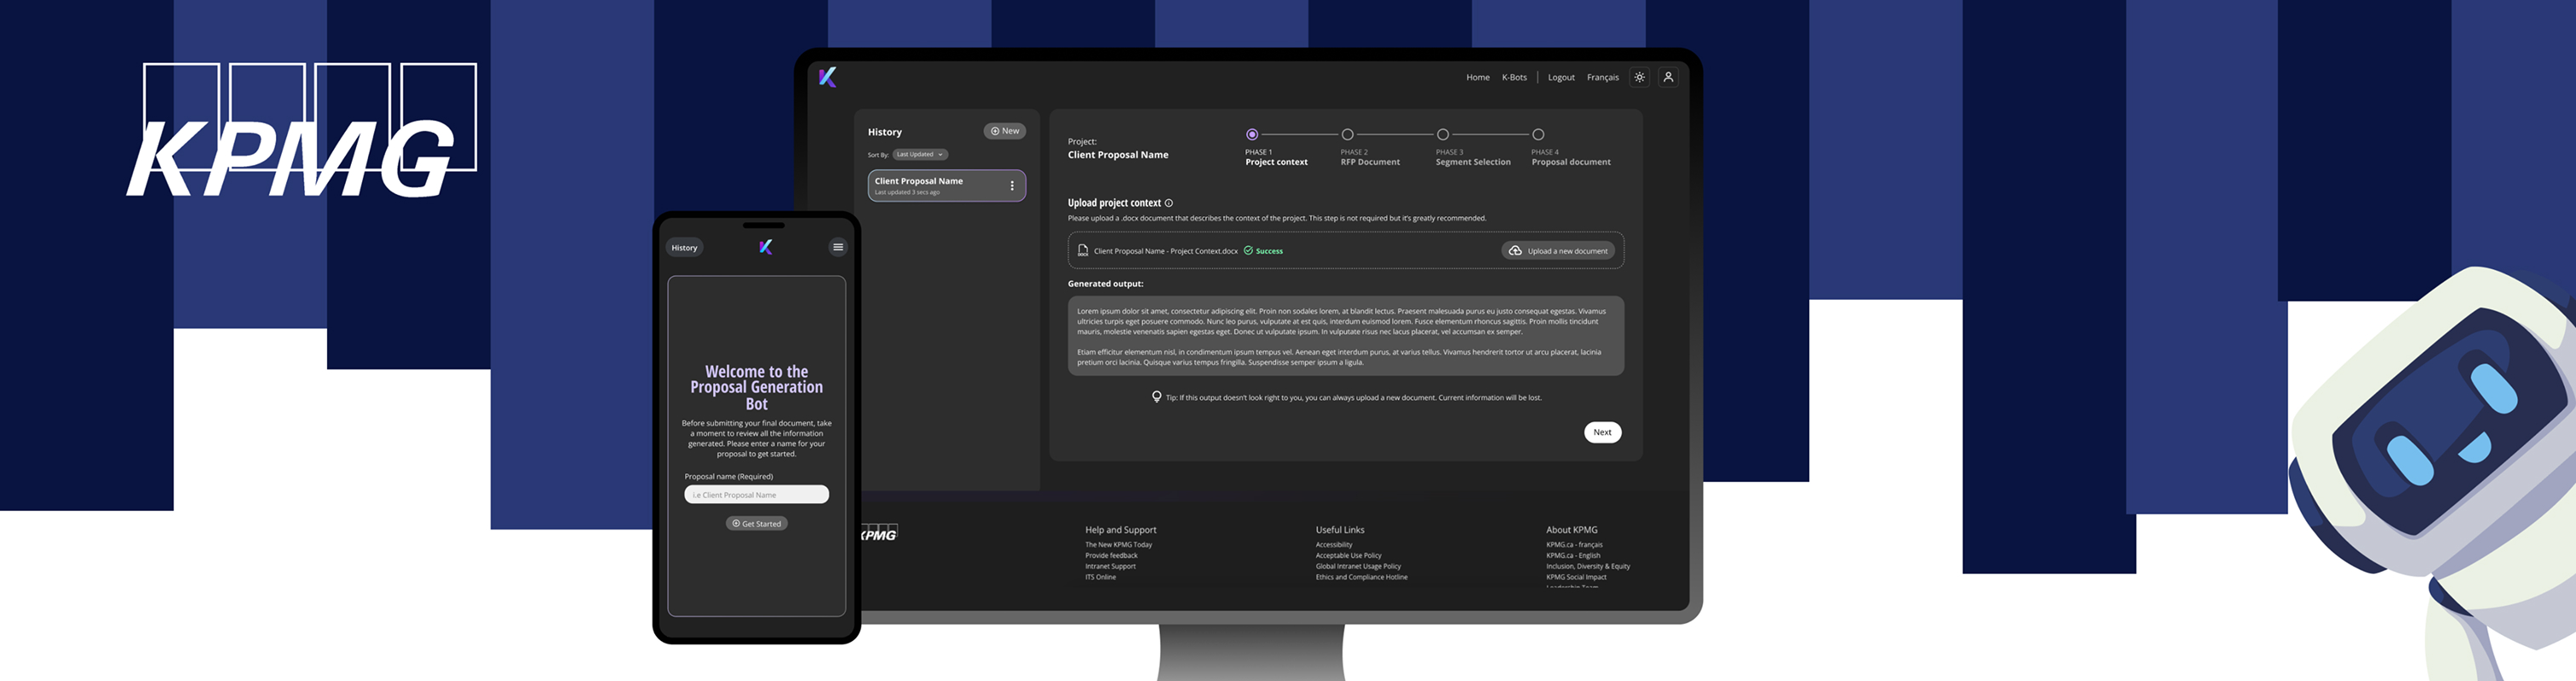 KPMG
History
Welcome to the
Proposal Generation
Bot
Before submitting your final document, take
a moment to review all the information
generated. Please enter a name for your
proposal to get started.
Proposal name (Required)
i.e Client Proposal Name
Get Started
Home
K-Bots
Logout
Français
History
New
Sort By:
Last Updated
Client Proposal Name
Last updated 3 secs ago
Project:
Client Proposal Name
PHASE 1
Project context
PHASE 2
RFP Document
PHASE 3
Segment Selection
PHASE 4
Proposal document
Upload project context
Please upload a .docx document that describes the context of the project. This step is not required but it's greatly recommended.
DOCX
Client Proposal Name - Project Context.docx
Success
Upload a new document
Generated output:
Lorem ipsum dolor sit amet, consectetur adipiscing elit. Proin non sodales lorem, at blandit lectus. Praesent malesuada purus eu justo consequat egestas. Vivamus
ultricies turpis eget posuere commodo. Nunc leo purus, vulputate at est quis, interdum euismod lorem. Fusce elementum rhoncus sagittis. Proin mollis tincidunt
mauris, molestie venenatis sapien egestas eget. Donec ut vulputate ipsum. In vulputate risus nec lacus placerat, vel accumsan ex semper.
Etiam efficitur elementum nisl, in condimentum ipsum tempus vel. Aenean eget interdum purus, at varius tellus. Vivamus hendrerit tortor ut arcu placerat, lacinia
pretium orci lacinia. Quisque varius tempus fringilla. Suspendisse semper ipsum a ligula.
Tip: If this output doesn't look right to you, you can always upload a new document. Current information will be lost.
Next
KPMG
Help and Support
The New KPMG Today
Provide feedback
Intranet Support
ITS Online
Useful Links
Accessibility
Acceptable Use Policy
Global Intranet Usage Policy
Ethics and Compliance Hotline
About KPMG
KPMG.ca - français
KPMG.ca - English
Inclusion, Diversity & Equity
KPMG Social Impact